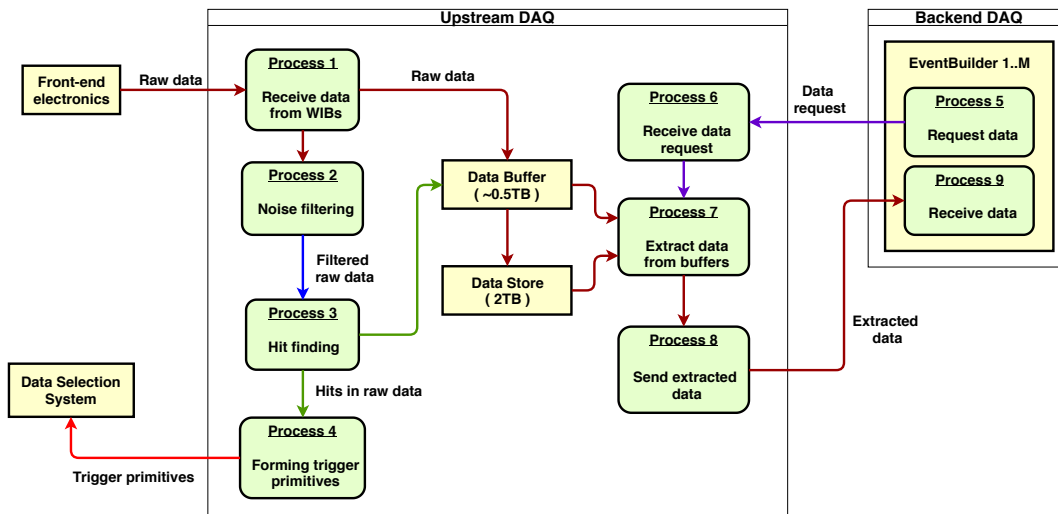 Upstream DAQ
Backend DAQ
Front-end
electronics
Raw data
Process 1
Receive data
from WIBs
Raw data
Process 2
Noise filtering
Filtered
raw data
Process 3
Hit finding
Hits in raw data
Process 4
Forming trigger
primitives
Trigger primitives
Data Selection
System
Data Buffer
( ~0.5TB )
Data Store
( 2TB )
Process 6
Receive data
request
Process 7
Extract data
from buffers
Process 8
Send extracted
data
Data
request
EventBuilder 1..M
Process 5
Request data
Process 9
Receive data
Extracted
data